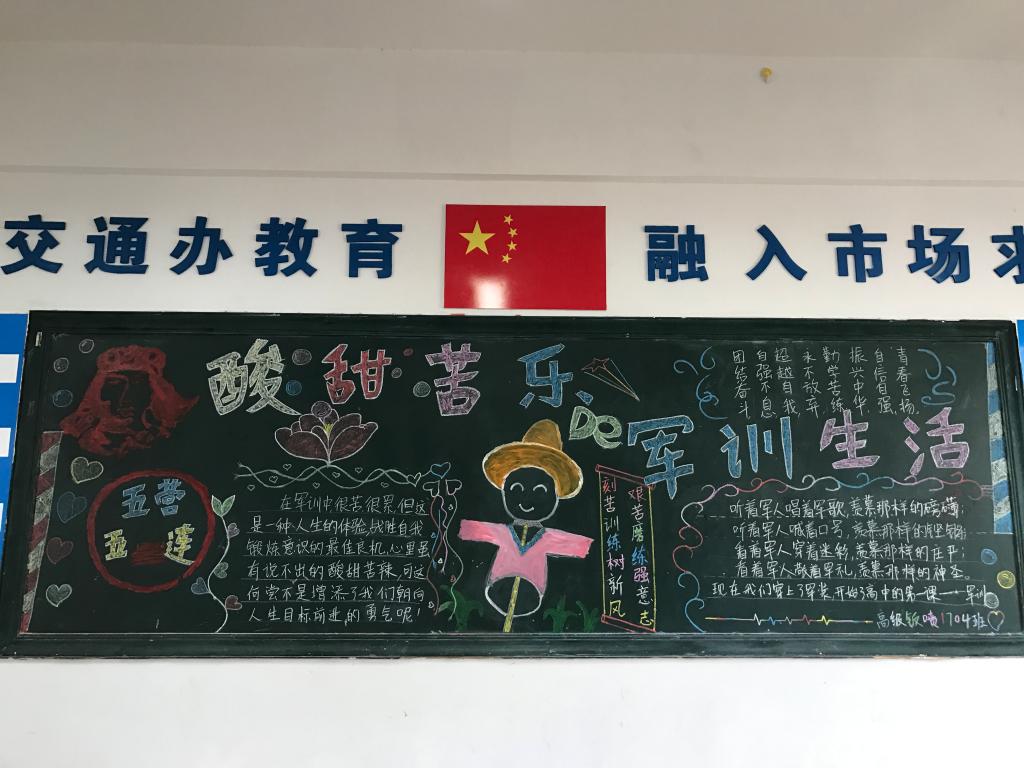 交通办教育
融入市场求
酸甜苦乐、
De
军训生活
五营
五连
在军训中很苦很累,但这
是一种人生的体验,战胜自我
锻炼意识的最佳良机,心里虽
有说不出的酸甜苦辣,可这
何尝不是增添了我们朝向
人生目标前进的勇气呢!
艰苦磨练强意志
刻苦训练树新风
青春飞扬,
自信自强,
振兴中华
勤学苦练,
永不放弃
超越自我,
自强不息
团结奋斗
听着军人唱着军歌,羡慕那样的磅礴;
听着军人喊着口号,羡慕那样的铿锵;
看着军人穿着迷彩,羡慕那样的庄严;
看着军人敬着军礼,羡慕那样的神圣。
现在我们穿上了军装,开始了高中的第一课……军训
高级钣喷1704班